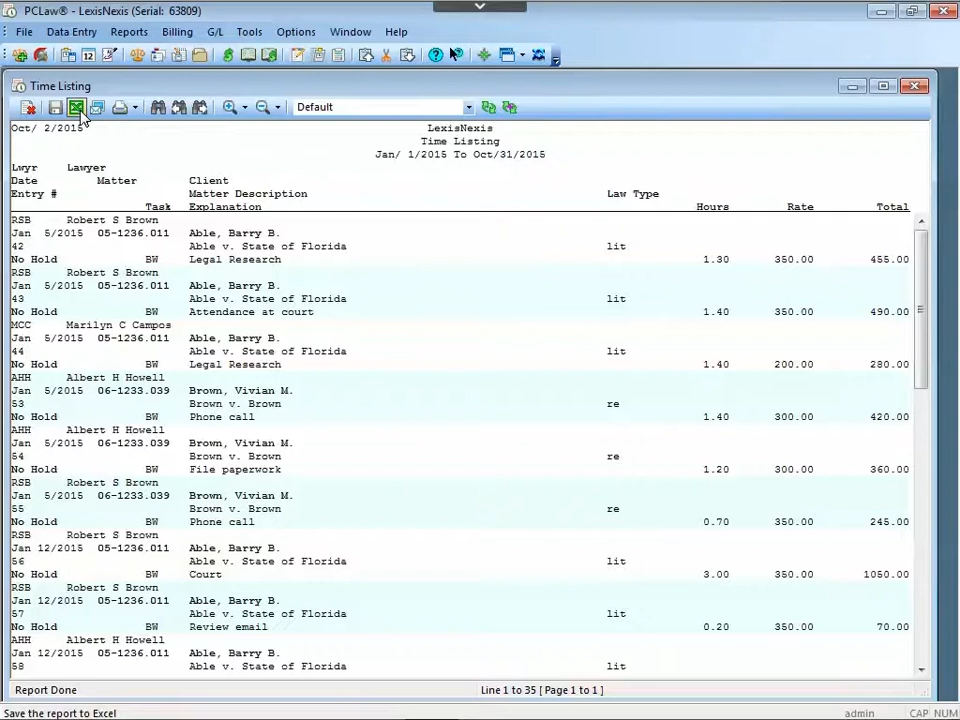 PCLaw® - LexisNexis (Serial: 63809)
File Data Entry Reports Billing G/L Tools Options Window Help
12
Time Listing
Default
Oct/ 2/2015 LexisNexis
Time Listing
Jan/ 1/2015 To Oct/31/2015
Lwyr Lawyer
Date Matter Client
Entry # Matter Description Law Type
Task Explanation Hours Rate Total
RSB Robert S Brown
Jan 5/2015 05-1236.011 Able, Barry B.
42 Able v. State of Florida lit
No Hold BW Legal Research 1.30 350.00 455.00
RSB Robert S Brown
Jan 5/2015 05-1236.011 Able, Barry B.
43 Able v. State of Florida lit
No Hold BW Attendance at court 1.40 350.00 490.00
MCC Marilyn C Campos
Jan 5/2015 05-1236.011 Able, Barry B.
44 Able v. State of Florida lit
No Hold BW Legal Research 1.40 200.00 280.00
AHH Albert H Howell
Jan 5/2015 06-1233.039 Brown, Vivian M.
53 Brown v. Brown re
No Hold BW Phone call 1.40 300.00 420.00
AHH Albert H Howell
Jan 5/2015 06-1233.039 Brown, Vivian M.
54 Brown v. Brown re
No Hold BW File paperwork 1.20 300.00 360.00
RSB Robert S Brown
Jan 5/2015 06-1233.039 Brown, Vivian M.
55 Brown v. Brown re
No Hold BW Phone call 0.70 350.00 245.00
RSB Robert S Brown
Jan 12/2015 05-1236.011 Able, Barry B.
56 Able v. State of Florida lit
No Hold BW Court 3.00 350.00 1050.00
RSB Robert S Brown
Jan 12/2015 05-1236.011 Able, Barry B.
57 Able v. State of Florida lit
No Hold BW Review email 0.20 350.00 70.00
AHH Albert H Howell
Jan 12/2015 05-1236.011 Able, Barry B.
58 Able v. State of Florida lit
Report Done Line 1 to 35 [ Page 1 to 1 ]
Save the report to Excel admin CAP NUM